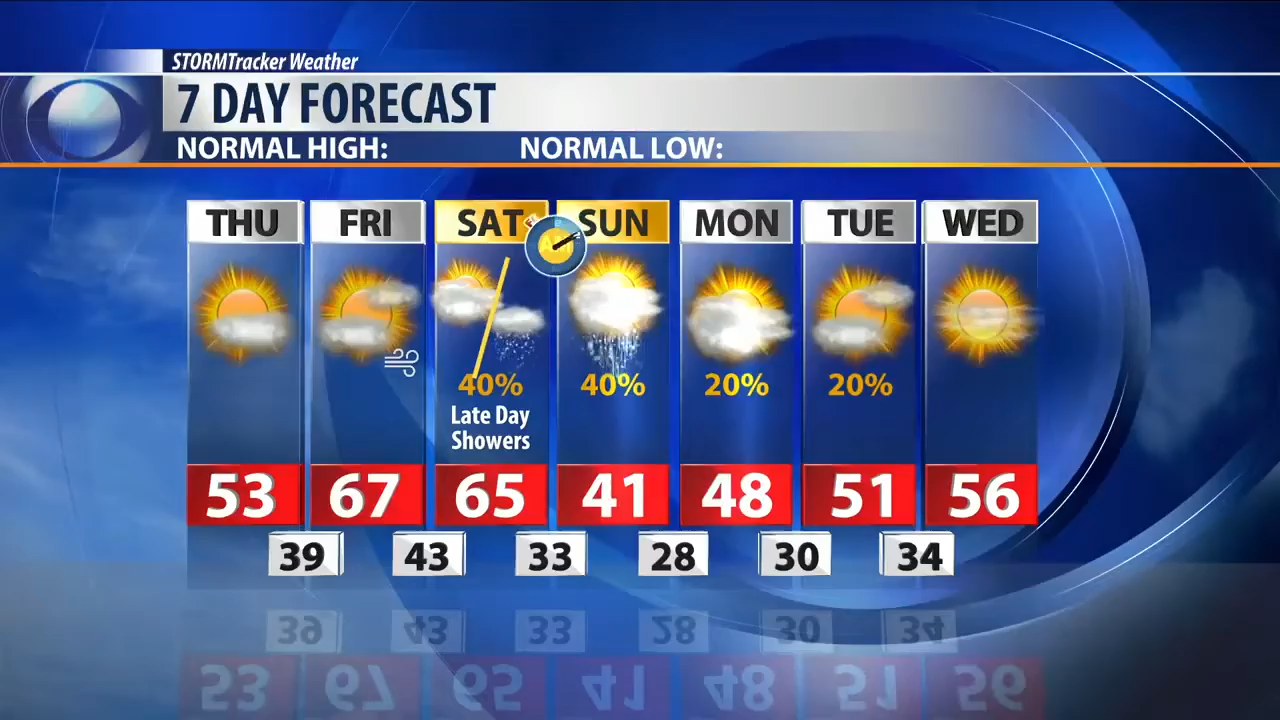 STORMTracker Weather
7 DAY FORECAST
NORMAL HIGH: NORMAL LOW:
THU FRI SAT SUN MON TUE WED
40% 40% 20% 20%
Late Day
Showers
53 67 65 41 48 51 56
39 43 33 28 30 34